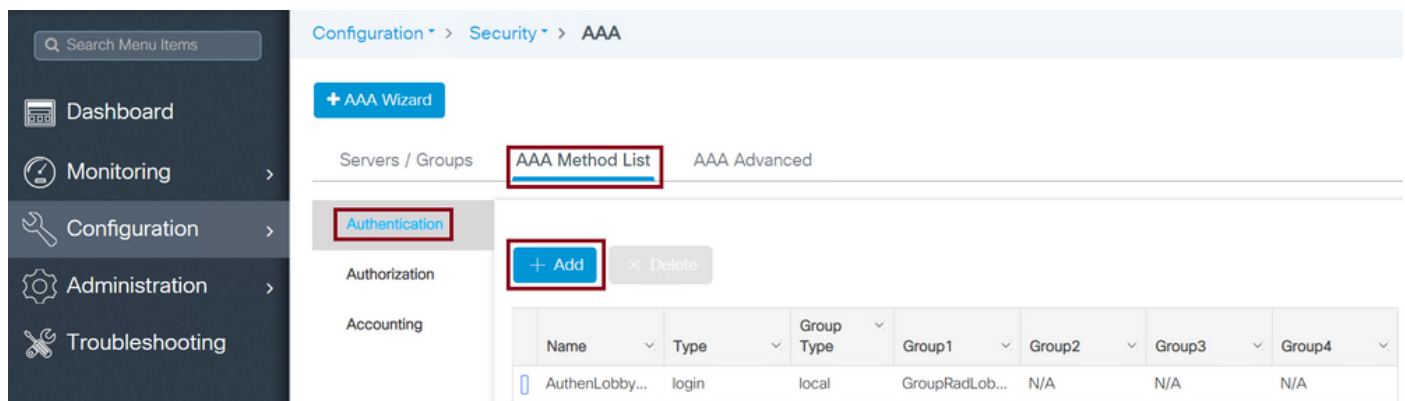 Search Menu Items
Dashboard
Monitoring
Configuration
Administration
Troubleshooting
Configuration > Security > AAA
+ AAA Wizard
Servers / Groups AAA Method List AAA Advanced
Authentication
Authorization
Accounting
+ Add × Delete
Name Type Group Type Group1 Group2 Group3 Group4
AuthenLobby... login local GroupRadLob... N/A N/A N/A